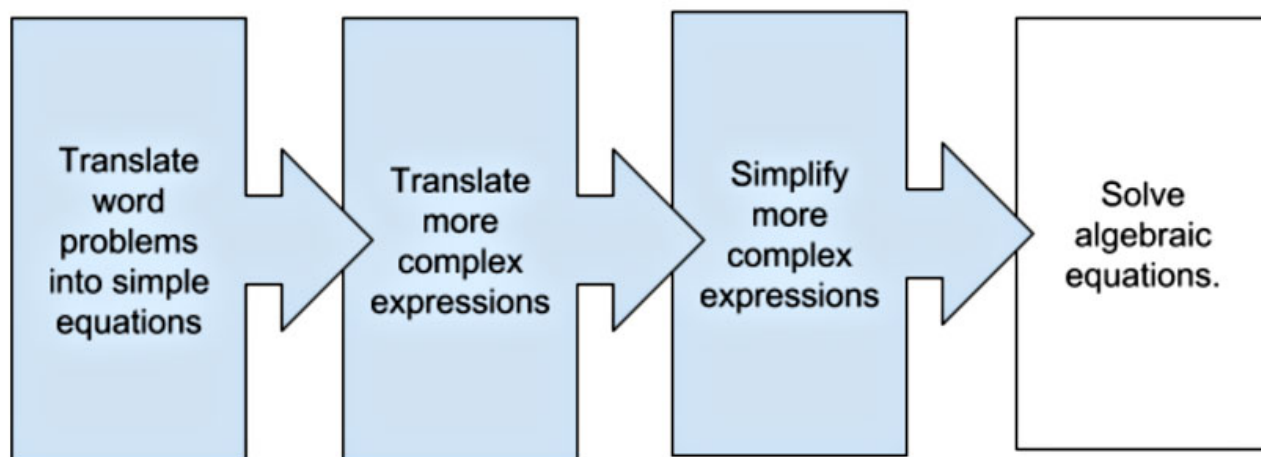 Translate
word
problems
into simple
equations
Translate
more
complex
expressions
Simplify
more
complex
expressions
Solve
algebraic
equations.